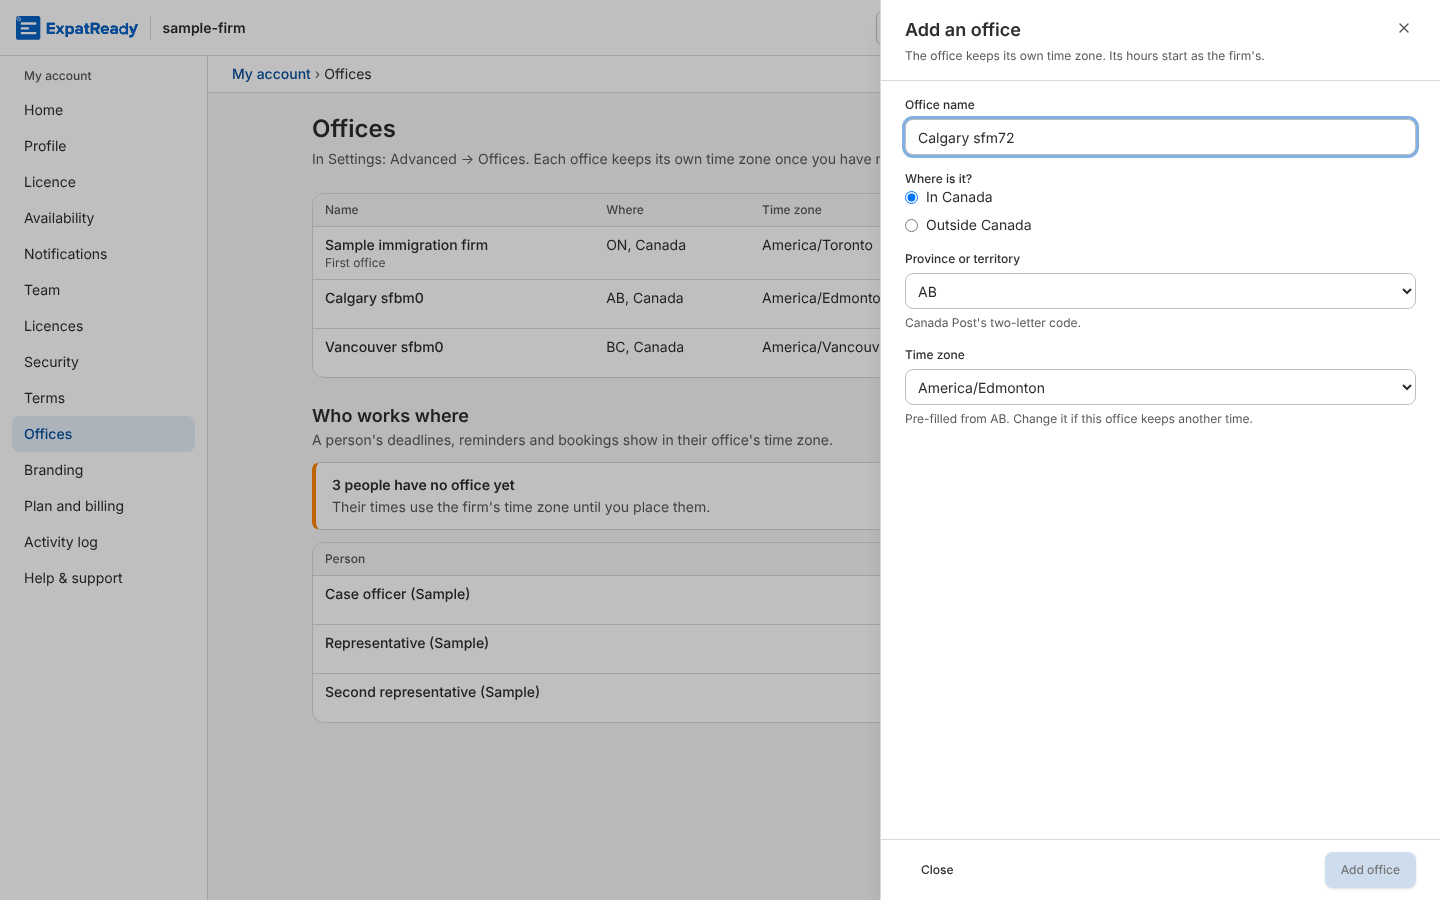 ExpatReady
sample-firm
My account
Home
Profile
Licence
Availability
Notifications
Team
Licences
Security
Terms
Offices
Branding
Plan and billing
Activity log
Help & support
My account › Offices
Offices
In Settings: Advanced → Offices. Each office keeps its own time zone once you have
Name Where Time zone
Sample immigration firm ON, Canada America/Toronto
First office
Calgary sfbm0 AB, Canada America/Edmonto
Vancouver sfbm0 BC, Canada America/Vancouv
Who works where
A person's deadlines, reminders and bookings show in their office's time zone.
3 people have no office yet
Their times use the firm's time zone until you place them.
Person
Case officer (Sample)
Representative (Sample)
Second representative (Sample)
Add an office
The office keeps its own time zone. Its hours start as the firm's.
Office name
Calgary sfm72
Where is it?
In Canada
Outside Canada
Province or territory
AB
Canada Post's two-letter code.
Time zone
America/Edmonton
Pre-filled from AB. Change it if this office keeps another time.
Close
Add office